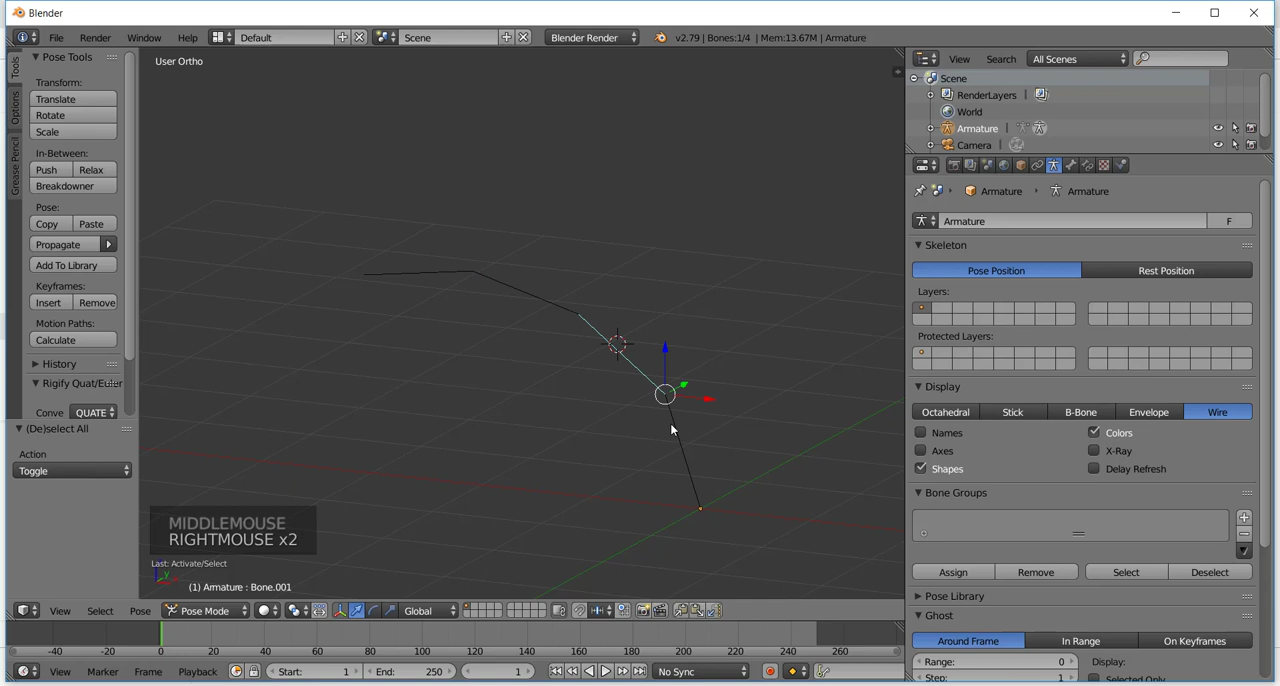 Blender
File Render Window Help Default Scene Blender Render v2.79 | Bones:1/4 | Mem:13.67M | Armature
Tools
Options
Grease Pencil
Pose Tools
Transform:
Translate
Rotate
Scale
In-Between:
Push Relax
Breakdowner
Pose:
Copy Paste
Propagate
Add To Library
Keyframes:
Insert Remove
Motion Paths:
Calculate
History
Rigify Quat/Euler
Conve QUATE
(De)select All
Action
Toggle
User Ortho
MIDDLEMOUSE
RIGHTMOUSE x2
Last: Activate/Select
y
(1) Armature : Bone.001
View Select Pose Pose Mode Global
-40 -20 0 20 40 60 80 100 120 140 160 180 200 220 240 260
View Marker Frame Playback Start: 1 End: 250 1 No Sync
View Search All Scenes
Scene
RenderLayers |
World
Armature |
Camera |
Armature Armature
Armature F
Skeleton
Pose Position Rest Position
Layers:
Protected Layers:
Display
Octahedral Stick B-Bone Envelope Wire
Names Colors
Axes X-Ray
Shapes Delay Refresh
Bone Groups
Assign Remove Select Deselect
Pose Library
Ghost
Around Frame In Range On Keyframes
Range: 0 Display:
Step: 1 Selected Only